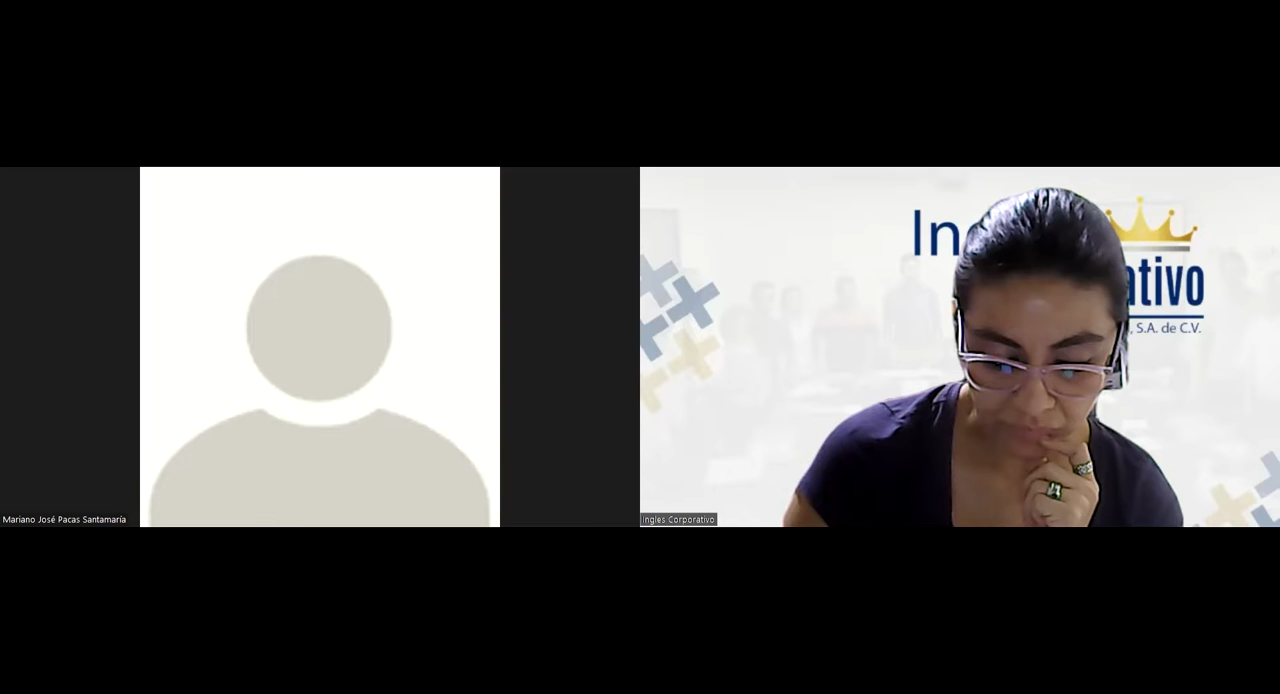 In
ativo
, S.A. de C.V.
Mariano José Pacas Santamaría
Ingles Corporativo